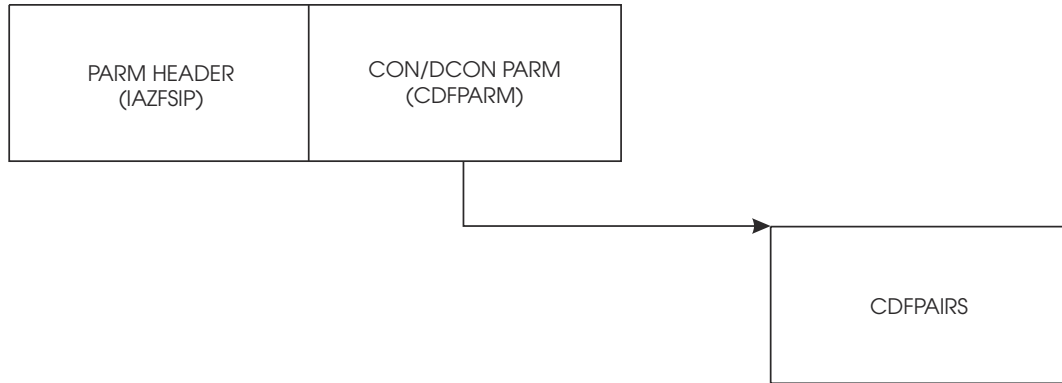 PARM HEADER
(IAZFSIP)
CON/DCON PARM
(CDFPARM)
CDFPAIRS